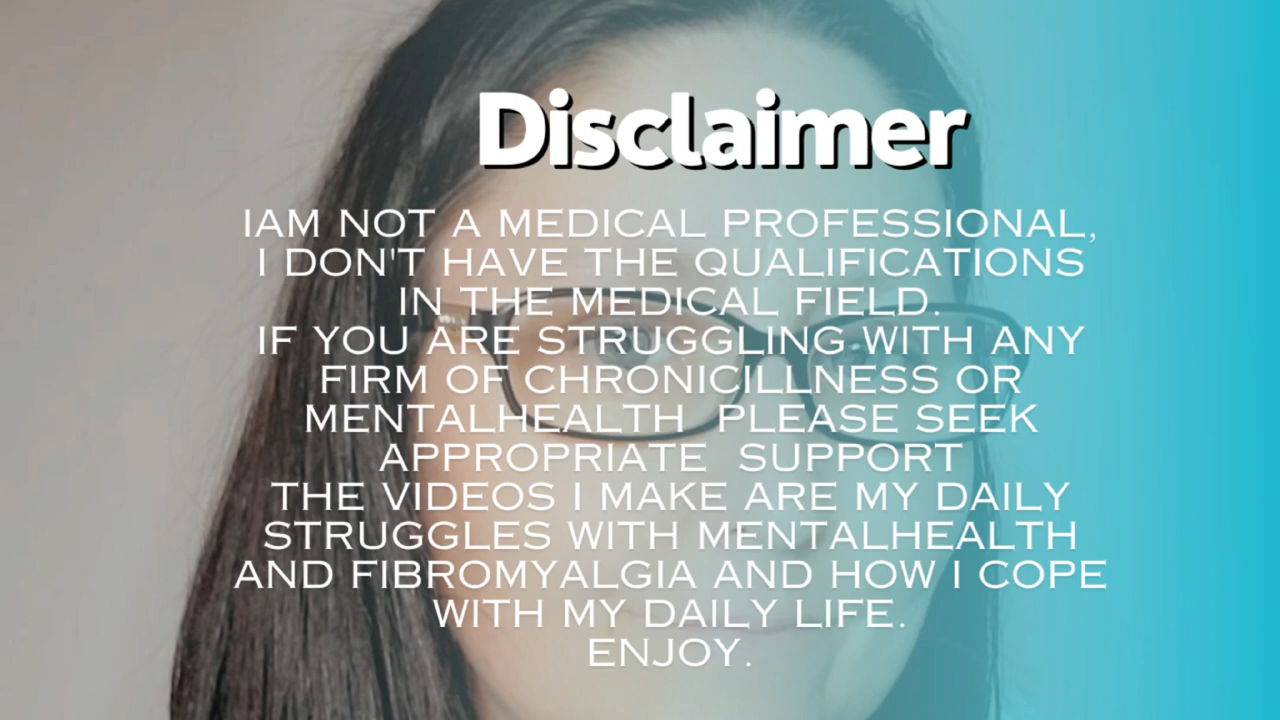 Disclaimer
IAM NOT A MEDICAL PROFESSIONAL,
I DON'T HAVE THE QUALIFICATIONS
IN THE MEDICAL FIELD.
IF YOU ARE STRUGGLING WITH ANY
FIRM OF CHRONICILLNESS OR
MENTALHEALTH PLEASE SEEK
APPROPRIATE SUPPORT
THE VIDEOS I MAKE ARE MY DAILY
STRUGGLES WITH MENTALHEALTH
AND FIBROMYALGIA AND HOW I COPE
WITH MY DAILY LIFE.
ENJOY.